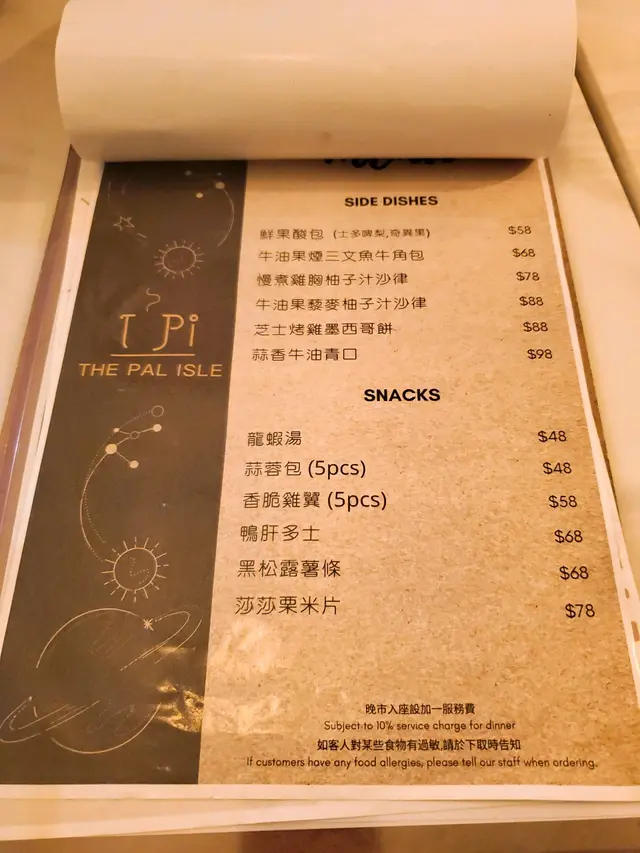 SIDE DISHES
鮮果酸包 (士多啤梨,奇異果) $58
牛油果煙三文魚牛角包 $68
慢煮雞胸柚子汁沙律 $78
牛油果藜麥柚子汁沙律 $88
芝士烤雞墨西哥餅 $88
蒜香牛油青口 $98
T Pi
THE PAL ISLE
SNACKS
龍蝦湯 $48
蒜蓉包 (5pcs) $48
香脆雞翼 (5pcs) $58
鴨肝多士 $68
黑松露薯條 $68
莎莎栗米片 $78
晚市入座設加一服務費
Subject to 10% service charge for dinner
如客人對某些食物有過敏,請於下取時告知
If customers have any food allergies, please tell our staff when ordering.